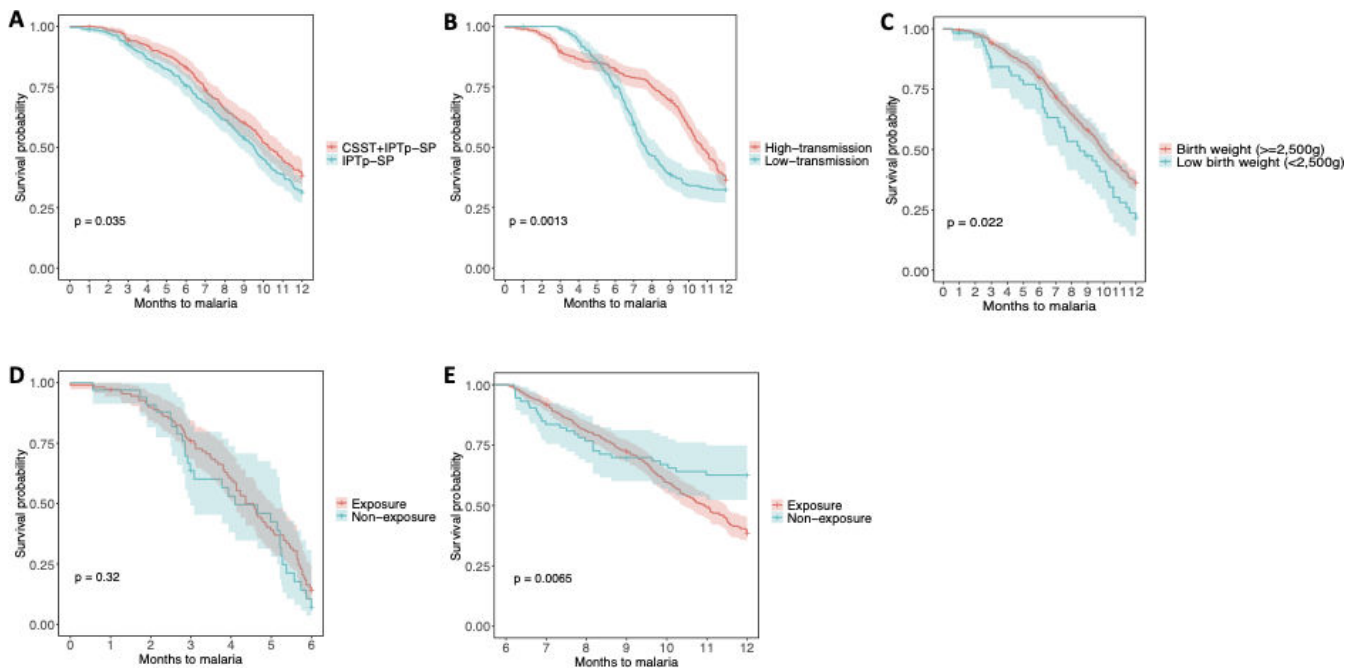 A
Survival probability
1.00
0.75
0.50
0.25
0.00
p = 0.035
0 1 2 3 4 5 6 7 8 9 10 11 12
Months to malaria
CSST+IPTp-SP
IPTp-SP
B
Survival probability
1.00
0.75
0.50
0.25
0.00
p = 0.0013
0 1 2 3 4 5 6 7 8 9 10 11 12
Months to malaria
High-transmission
Low-transmission
C
Survival probability
1.00
0.75
0.50
0.25
0.00
p = 0.022
0 1 2 3 4 5 6 7 8 9 10 11 12
Months to malaria
Birth weight (>=2,500g)
Low birth weight (<2,500g)
D
Survival probability
1.00
0.75
0.50
0.25
0.00
p = 0.32
0 1 2 3 4 5 6
Months to malaria
Exposure
Non-exposure
E
Survival probability
1.00
0.75
0.50
0.25
0.00
p = 0.0065
6 7 8 9 10 11 12
Months to malaria
Exposure
Non-exposure